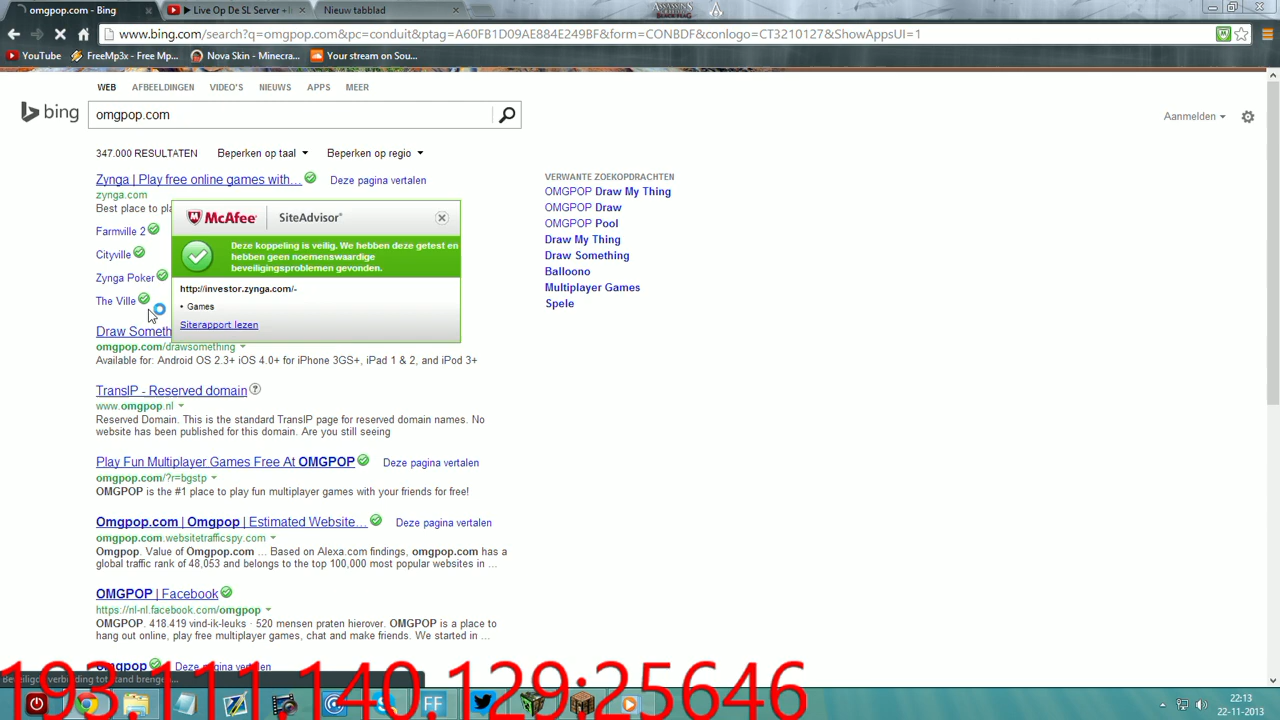 omgpop.com - Bing
▶ Live Op De SL Server + I
Nieuw tabblad
www.bing.com/search?q=omgpop.com&pc=conduit&ptag=A60FB1D09AE884E249BF&form=CONBDF&conlogo=CT3210127&ShowAppsUI=1
YouTube
FreeMp3x - Free Mp...
Nova Skin - Minecra...
Your stream on Sou...
WEB AFBEELDINGEN VIDEO'S NIEUWS APPS MEER
bing
omgpop.com
Aanmelden
347.000 RESULTATEN Beperken op taal Beperken op regio
Zynga | Play free online games with... Deze pagina vertalen
zynga.com
Best place to pla
Farmville 2
Cityville
Zynga Poker
The Ville
McAfee SiteAdvisor®
Deze koppeling is veilig. We hebben deze getest en
hebben geen noemenswaardige
beveiligingsproblemen gevonden.
http://investor.zynga.com/-
• Games
Siterapport lezen
Draw Someth
omgpop.com/drawsomething
Available for: Android OS 2.3+ iOS 4.0+ for iPhone 3GS+, iPad 1 & 2, and iPod 3+
TransIP - Reserved domain
www.omgpop.nl
Reserved Domain. This is the standard TransIP page for reserved domain names. No
website has been published for this domain. Are you still seeing
Play Fun Multiplayer Games Free At OMGPOP Deze pagina vertalen
omgpop.com/?r=bgstp
OMGPOP is the #1 place to play fun multiplayer games with your friends for free!
Omgpop.com | Omgpop | Estimated Website... Deze pagina vertalen
omgpop.com.websitetrafficspy.com
Omgpop. Value of Omgpop.com ... Based on Alexa.com findings, omgpop.com has a
global traffic rank of 48,053 and belongs to the top 100,000 most popular websites in ...
OMGPOP | Facebook
https://nl-nl.facebook.com/omgpop
OMGPOP. 418.419 vind-ik-leuks · 520 mensen praten hierover. OMGPOP is a place to
hang out online, play free multiplayer games, chat and make friends. We started in ...
omgpop Deze pagina vertalen
VERWANTE ZOEKOPDRACHTEN
OMGPOP Draw My Thing
OMGPOP Draw
OMGPOP Pool
Draw My Thing
Draw Something
Balloono
Multiplayer Games
Spele
Beveiligde verbinding tot stand brengen...
193.111.140.129:25646
FF
22:13
22-11-2013